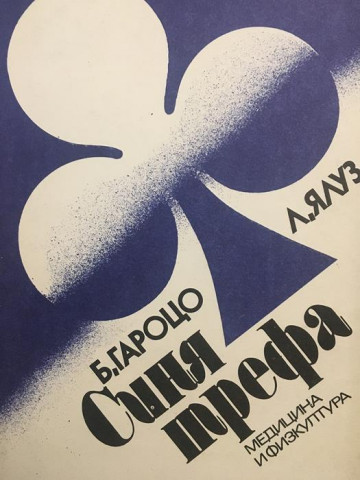 Б. ГАРОЦО
Л. ЯЛУЗ
Синя
трефа
МЕДИЦИНА
И ФИЗКУЛТУРА